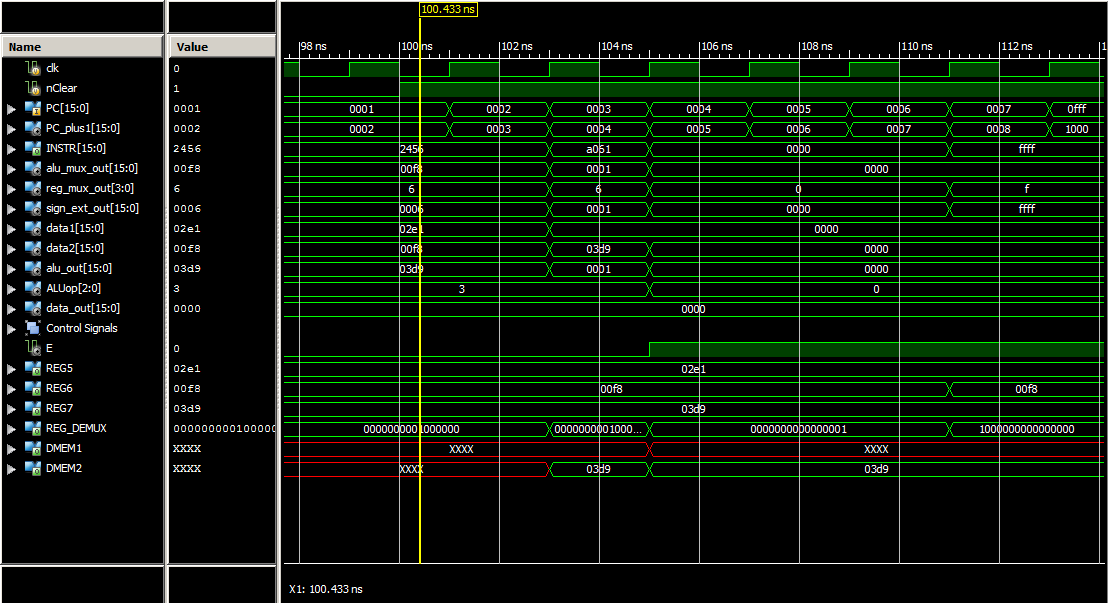 100.433 ns
Name Value 98 ns 100 ns 102 ns 104 ns 106 ns 108 ns 110 ns 112 ns 1
clk 0
nClear 1
PC[15:0] 0001 0001 0002 0003 0004 0005 0006 0007 0fff
PC_plus1[15:0] 0002 0002 0003 0004 0005 0006 0007 0008 1000
INSTR[15:0] 2456 2456 a061 0000 ffff
alu_mux_out[15:0] 00f8 00f8 0001 0000
reg_mux_out[3:0] 6 6 6 0 f
sign_ext_out[15:0] 0006 0006 0001 0000 ffff
data1[15:0] 02e1 02e1 0000
data2[15:0] 00f8 00f8 03d9 0000
alu_out[15:0] 03d9 03d9 0001 0000
ALUop[2:0] 3 3 0
data_out[15:0] 0000 0000
Control Signals
E 0
REG5 02e1 02e1
REG6 00f8 00f8 00f8
REG7 03d9 03d9
REG_DEMUX 000000000100000 0000000001000000 0000000001000... 0000000000000001 1000000000000000
DMEM1 XXXX XXXX XXXX
DMEM2 XXXX XXXX 03d9 03d9
X1: 100.433 ns